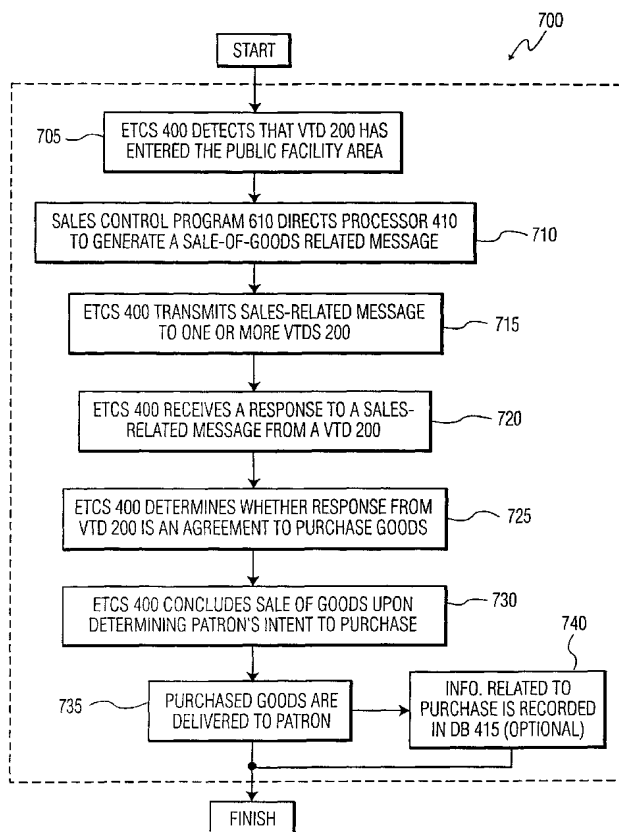 700
START
705
ETCS 400 DETECTS THAT VTD 200 HAS
ENTERED THE PUBLIC FACILITY AREA
SALES CONTROL PROGRAM 610 DIRECTS PROCESSOR 410
TO GENERATE A SALE-OF-GOODS RELATED MESSAGE
710
ETCS 400 TRANSMITS SALES-RELATED MESSAGE
TO ONE OR MORE VTDS 200
715
ETCS 400 RECEIVES A RESPONSE TO A SALES-
RELATED MESSAGE FROM A VTD 200
720
ETCS 400 DETERMINES WHETHER RESPONSE FROM
VTD 200 IS AN AGREEMENT TO PURCHASE GOODS
725
ETCS 400 CONCLUDES SALE OF GOODS UPON
DETERMINING PATRON'S INTENT TO PURCHASE
730
735
PURCHASED GOODS ARE
DELIVERED TO PATRON
740
INFO. RELATED TO
PURCHASE IS RECORDED
IN DB 415 (OPTIONAL)
FINISH